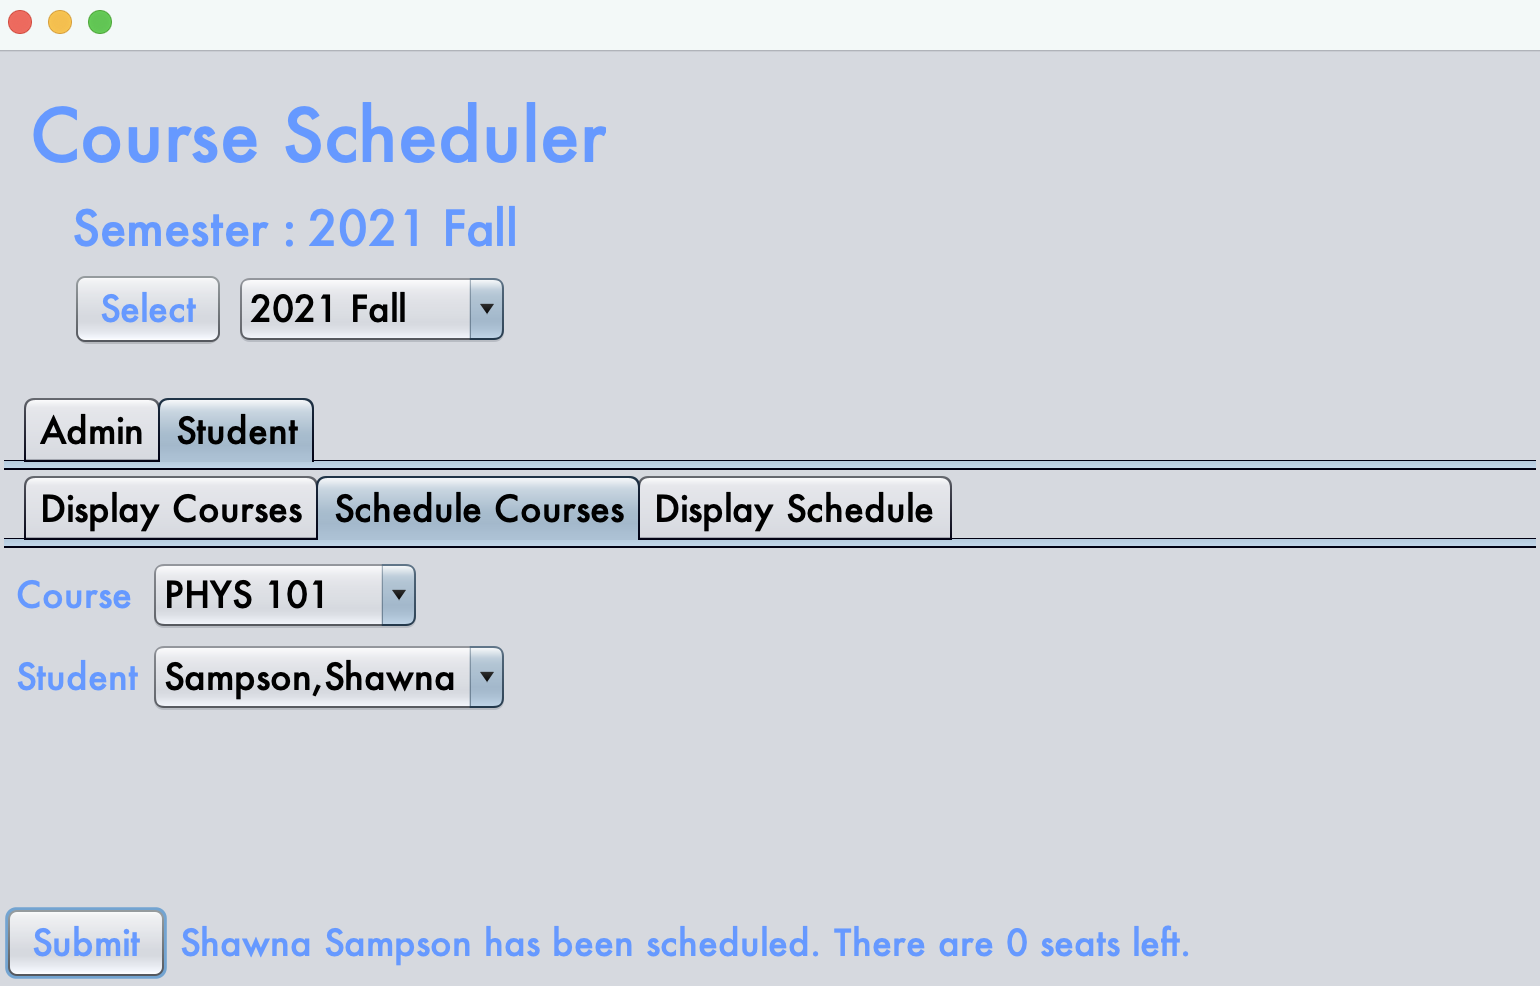 Course Scheduler
Semester : 2021 Fall
Select 2021 Fall
Admin Student
Display Courses Schedule Courses Display Schedule
Course PHYS 101
Student Sampson,Shawna
Submit Shawna Sampson has been scheduled. There are 0 seats left.